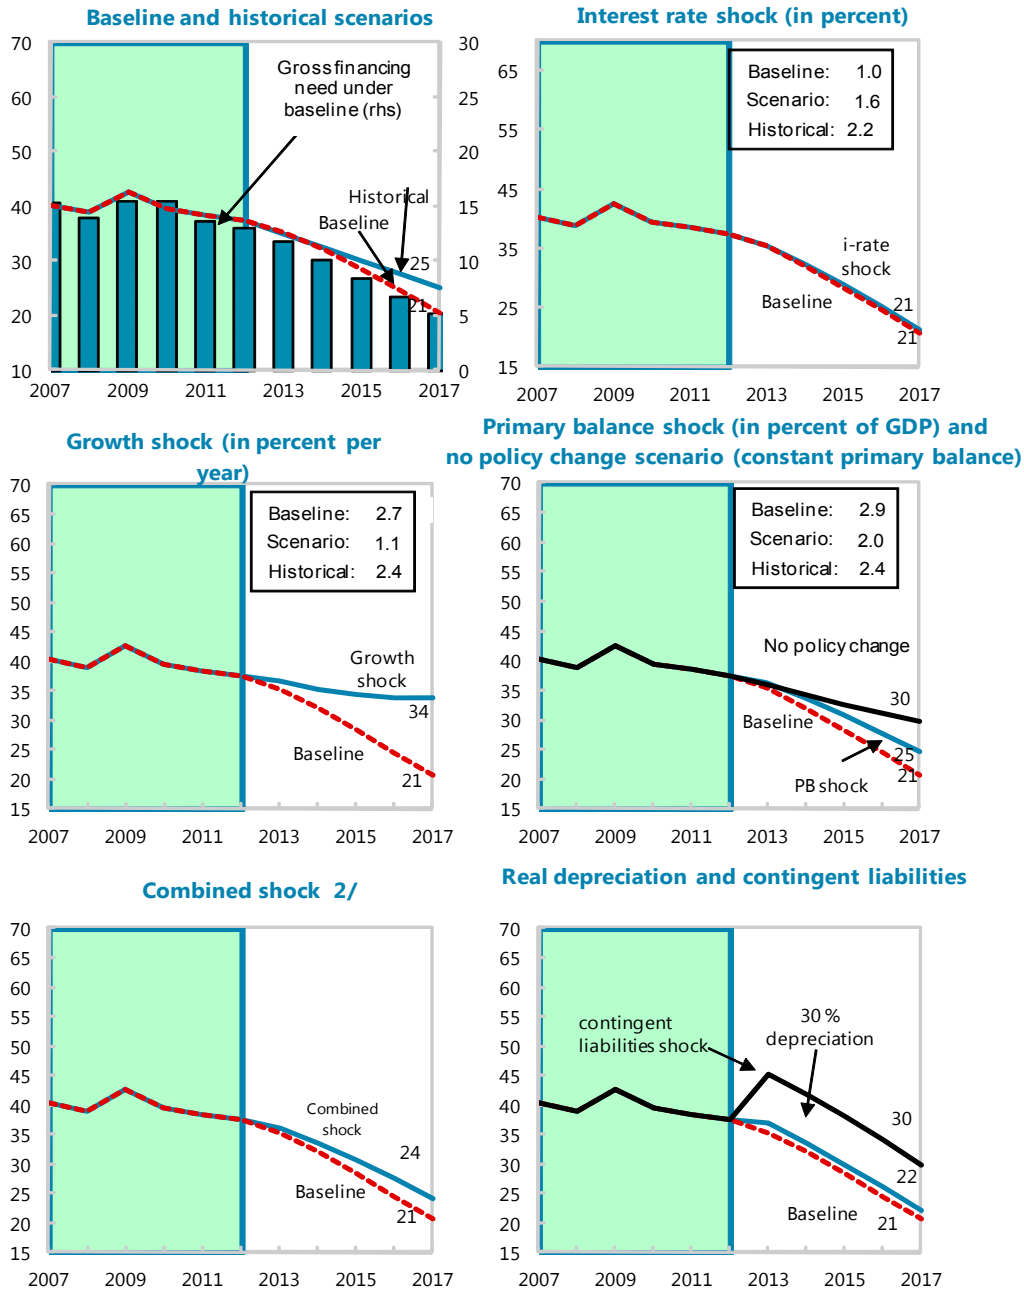 Baseline and historical scenarios
70
60
50
40
30
20
10
30
25
20
15
10
5
0
Gross financing
need under
baseline (rhs)
Historical
Baseline
25
21
2007 2009 2011 2013 2015 2017
Interest rate shock (in percent)
65
55
45
35
25
15
Baseline: 1.0
Scenario: 1.6
Historical: 2.2
i-rate
shock
Baseline
21
21
2007 2009 2011 2013 2015 2017
Growth shock (in percent per
year)
70
65
60
55
50
45
40
35
30
25
20
15
Baseline: 2.7
Scenario: 1.1
Historical: 2.4
Growth
shock
34
Baseline
21
2007 2009 2011 2013 2015 2017
Primary balance shock (in percent of GDP) and
no policy change scenario (constant primary balance)
70
65
60
55
50
45
40
35
30
25
20
15
Baseline: 2.9
Scenario: 2.0
Historical: 2.4
No policy change
30
Baseline
25
21
PB shock
2007 2009 2011 2013 2015 2017
Combined shock 2/
70
65
60
55
50
45
40
35
30
25
20
15
Combined
shock
24
Baseline
21
2007 2009 2011 2013 2015 2017
Real depreciation and contingent liabilities
70
65
60
55
50
45
40
35
30
25
20
15
contingent
liabilities shock
30 %
depreciation
30
22
Baseline
21
2007 2009 2011 2013 2015 2017